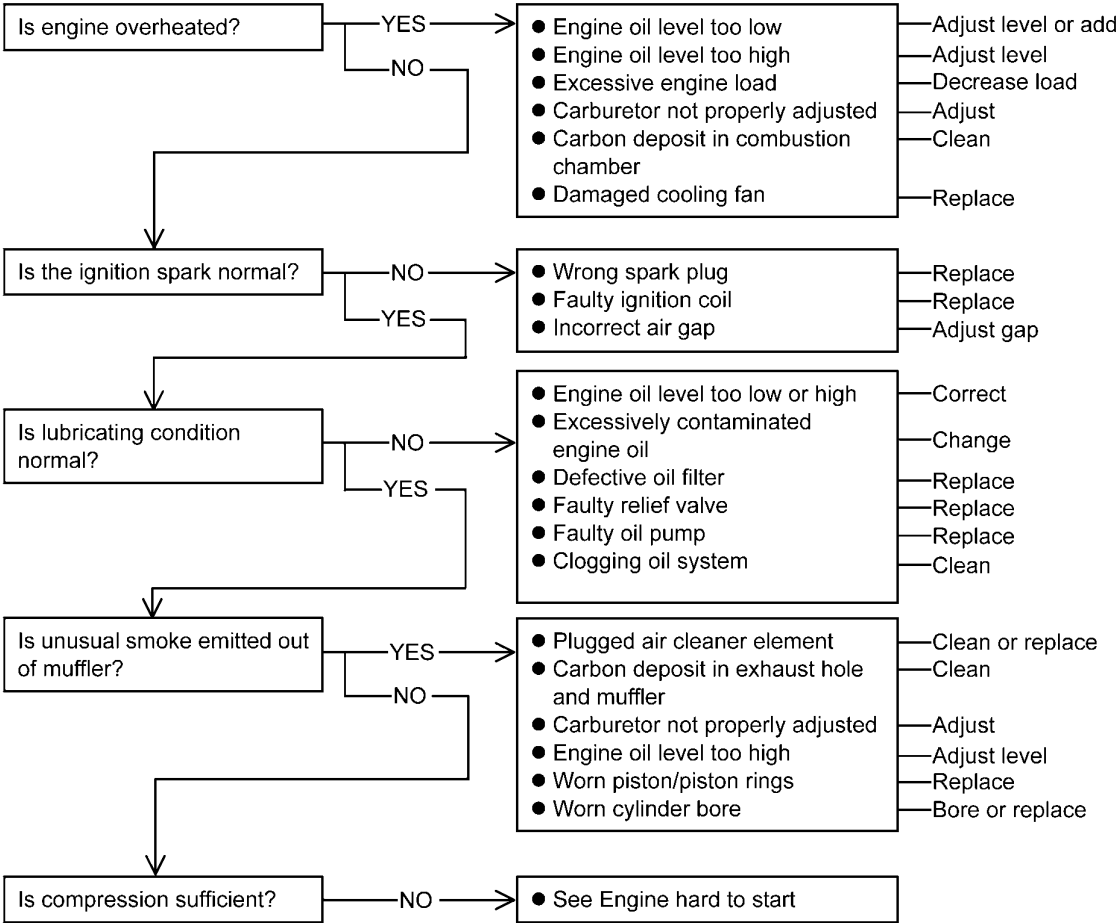 Is engine overheated?
YES
NO
● Engine oil level too low
Adjust level or add
● Engine oil level too high
Adjust level
● Excessive engine load
Decrease load
● Carburetor not properly adjusted
Adjust
● Carbon deposit in combustion
chamber
Clean
● Damaged cooling fan
Replace
Is the ignition spark normal?
NO
YES
● Wrong spark plug
Replace
● Faulty ignition coil
Replace
● Incorrect air gap
Adjust gap
Is lubricating condition
normal?
NO
YES
● Engine oil level too low or high
Correct
● Excessively contaminated
engine oil
Change
● Defective oil filter
Replace
● Faulty relief valve
Replace
● Faulty oil pump
Replace
● Clogging oil system
Clean
Is unusual smoke emitted out
of muffler?
YES
NO
● Plugged air cleaner element
Clean or replace
● Carbon deposit in exhaust hole
and muffler
Clean
● Carburetor not properly adjusted
Adjust
● Engine oil level too high
Adjust level
● Worn piston/piston rings
Replace
● Worn cylinder bore
Bore or replace
Is compression sufficient?
NO
● See Engine hard to start